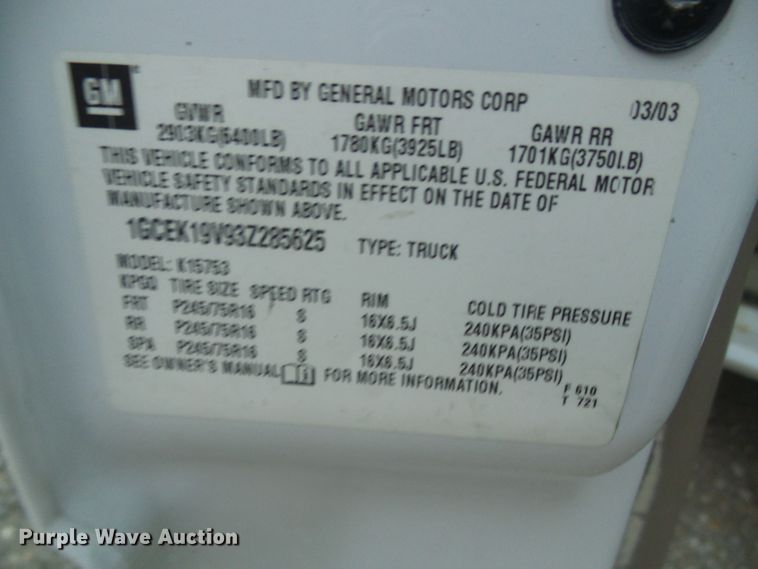 GM
MFD BY GENERAL MOTORS CORP 03/03
GVWR GAWR FRT GAWR RR
2903KG(6400LB) 1780KG(3925LB) 1701KG(3750LB)
THIS VEHICLE CONFORMS TO ALL APPLICABLE U.S. FEDERAL MOTOR
VEHICLE SAFETY STANDARDS IN EFFECT ON THE DATE OF
MANUFACTURE SHOWN ABOVE.
1GCEK19V93Z285625 TYPE: TRUCK
MODEL: K15753
TIRE SIZE SPEED RTG RIM COLD TIRE PRESSURE
FRT P245/75R16 S 16X6.5J 240KPA(35PSI)
RR P245/75R16 S 16X6.5J 240KPA(35PSI)
SPA P245/75R16 S 16X6.5J 240KPA(35PSI)
SEE OWNER'S MANUAL FOR MORE INFORMATION.
F 610
T 721
Purple Wave Auction